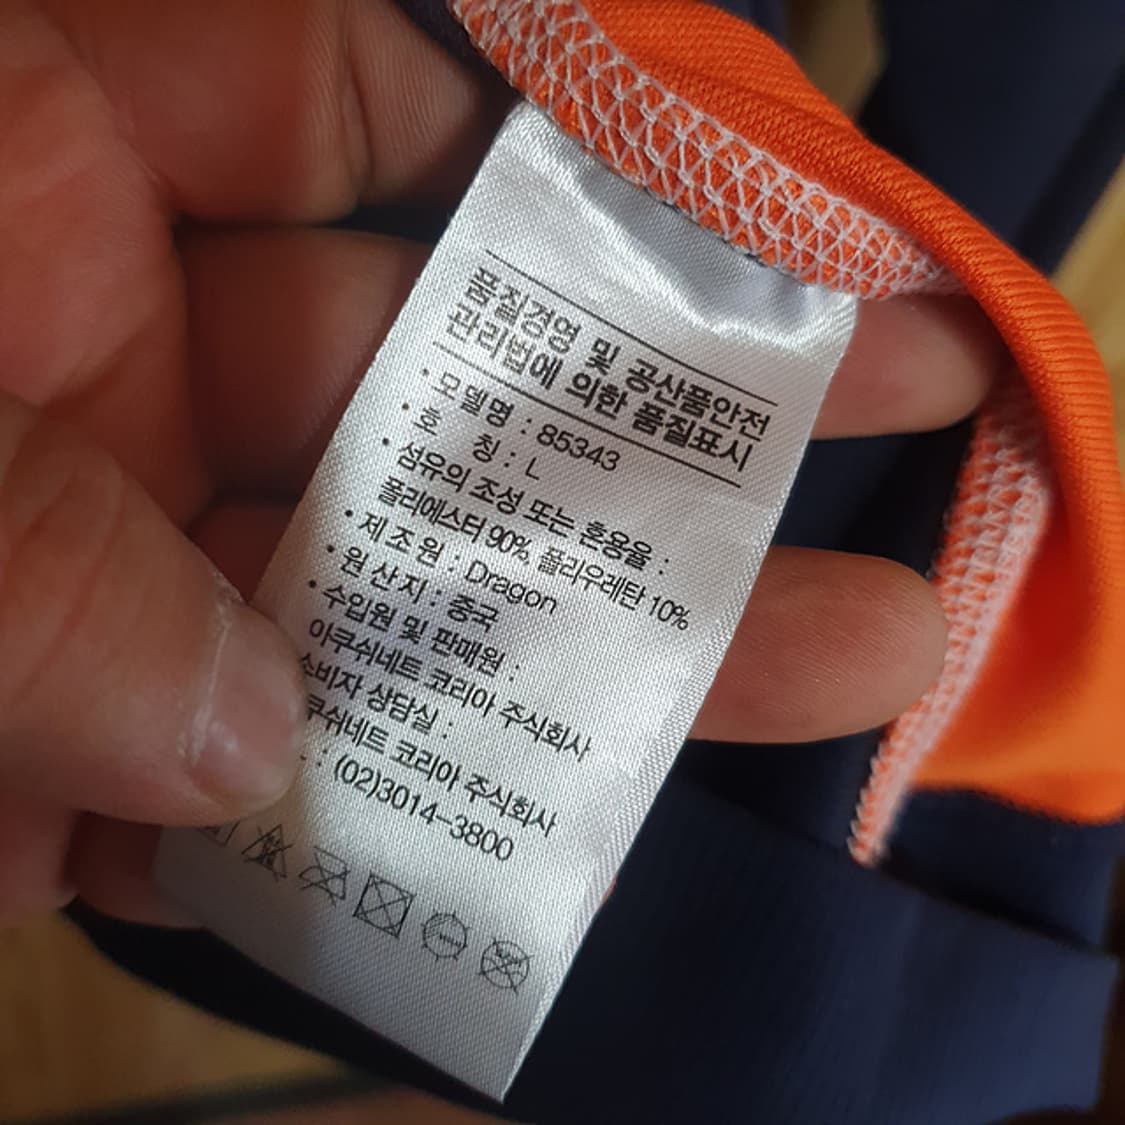 품질경영 및 공산품안전
관리법에 의한 품질표시
· 모델명 : 85343
· 호 칭 : L
· 섬유의 조성 또는 혼용율 :
폴리에스터 90%, 폴리우레탄 10%
· 제 조 원 : Dragon
· 원 산 지 : 중국
· 수입원 및 판매원 :
아쿠쉬네트 코리아 주식회사
소비자 상담실 :
쿠쉬네트 코리아 주식회사
: (02)3014-3800